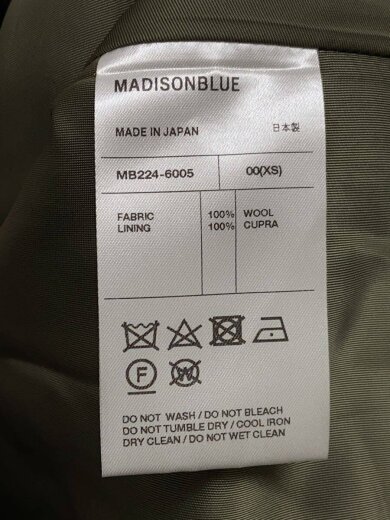 MADISONBLUE
MADE IN JAPAN 日本製
MB224-6005 00(XS)
FABRIC 100% WOOL
LINING 100% CUPRA
F W
DO NOT WASH / DO NOT BLEACH
DO NOT TUMBLE DRY / COOL IRON
DRY CLEAN / DO NOT WET CLEAN